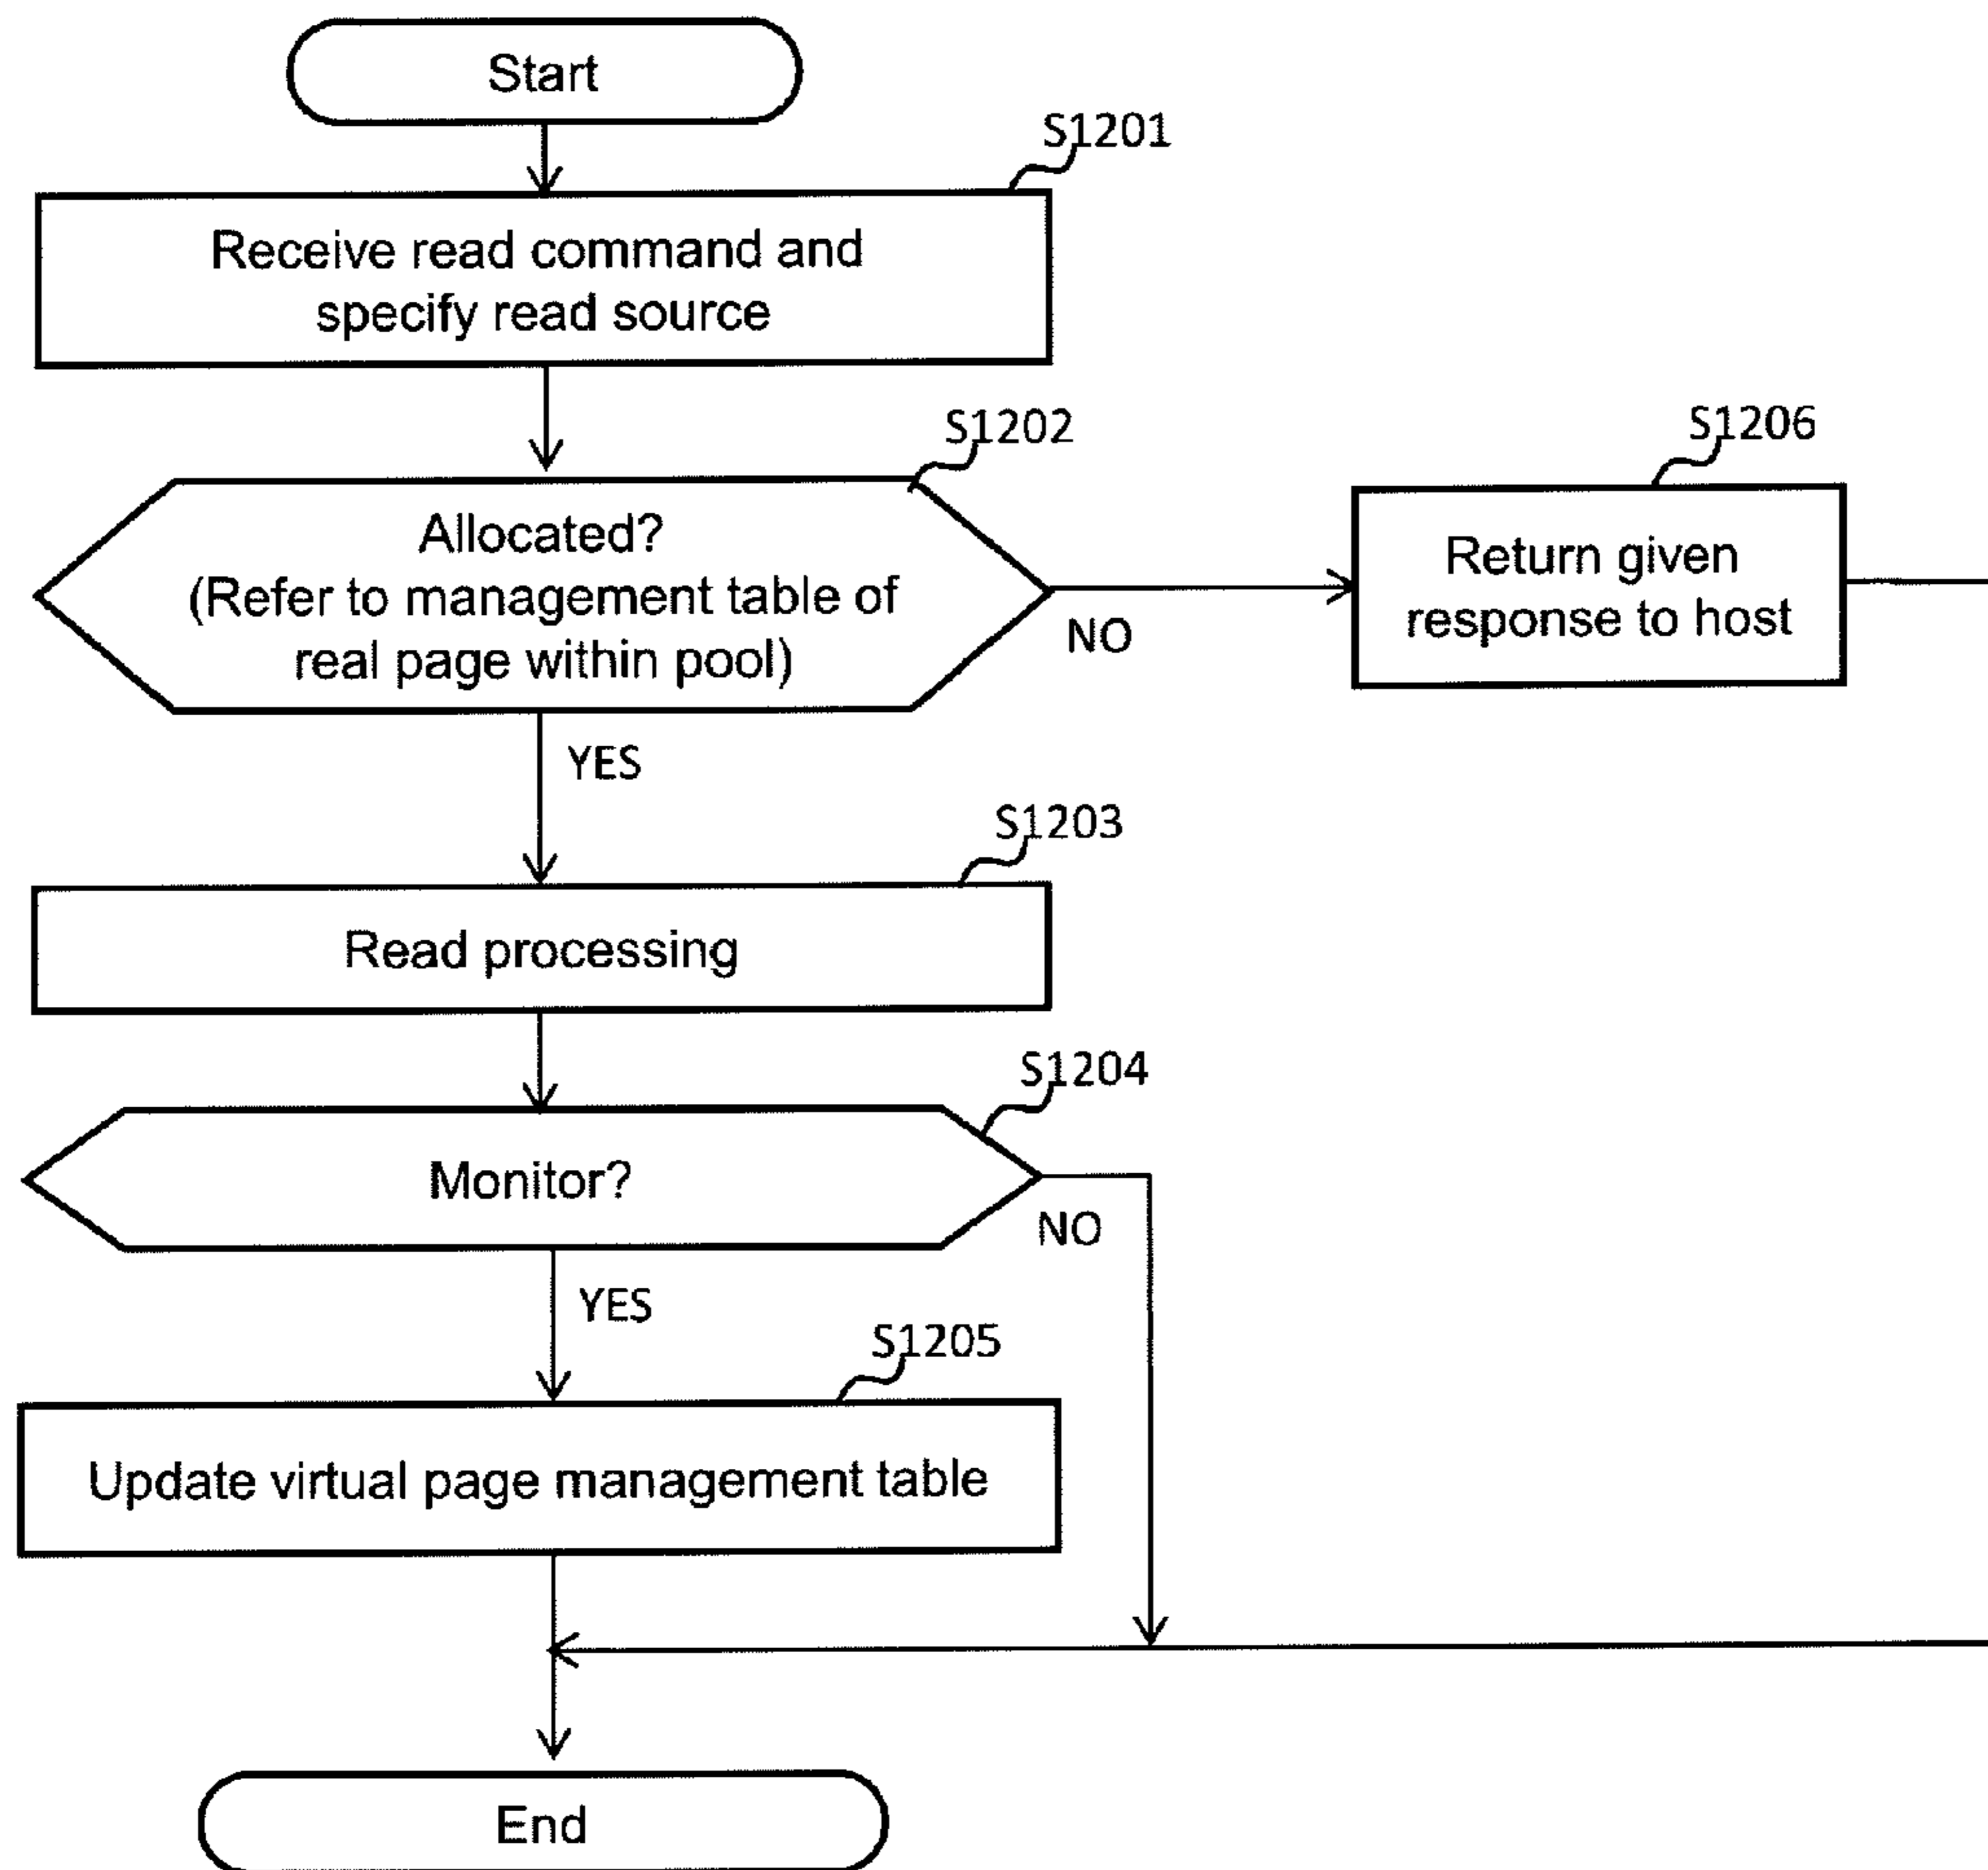 Start
S1201
Receive read command and
specify read source
S1202
Allocated?
(Refer to management table of
real page within pool)
NO
S1206
Return given
response to host
YES
S1203
Read processing
S1204
Monitor?
NO
YES
S1205
Update virtual page management table
End